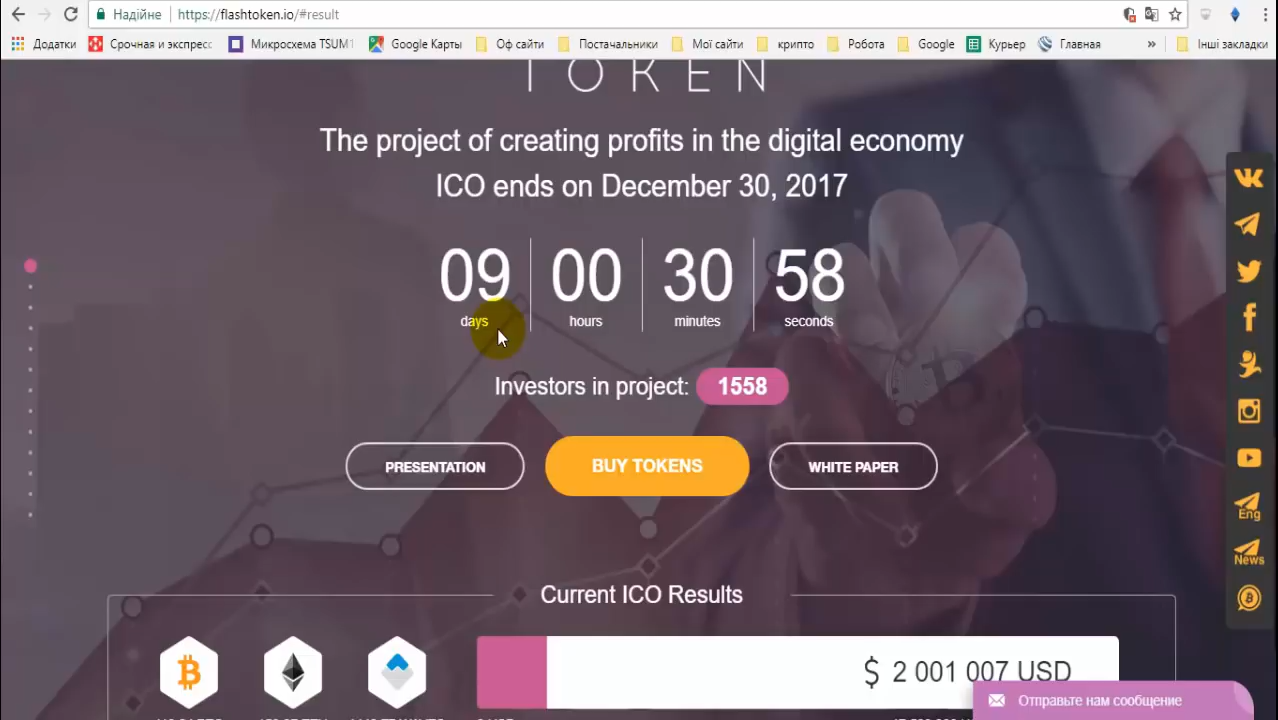 Надійне
https://flashtoken.io/#result
Додатки
Срочная и экспресс
Микросхема TSUM1
Google Карты
Оф сайти
Постачальники
Мої сайти
крипто
Робота
Google
Курьер
Главная
»
Інші закладки
TOKEN
The project of creating profits in the digital economy
ICO ends on December 30, 2017
09 00 30 58
days hours minutes seconds
Investors in project: 1558
PRESENTATION
BUY TOKENS
WHITE PAPER
Eng
News
Current ICO Results
$ 2 001 007 USD
Отправьте нам сообщение